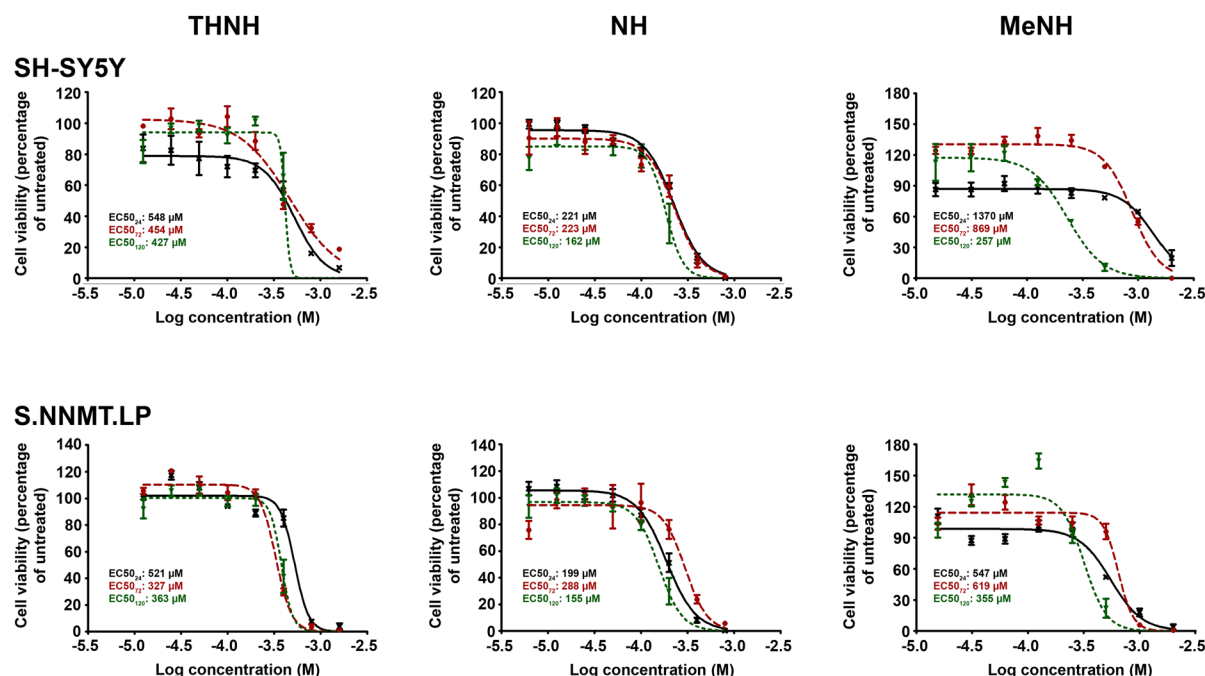 THNH NH MeNH
SH-SY5Y
Cell viability (percentage
of untreated)
120
100
80
60
40
20
0
EC50₂₄: 548 µM
EC50₇₂: 454 µM
EC50₁₂₀: 427 µM
-5.5 -5.0 -4.5 -4.0 -3.5 -3.0 -2.5
Log concentration (M)
Cell viability (percentage
of untreated)
120
100
80
60
40
20
0
EC50₂₄: 221 µM
EC50₇₂: 223 µM
EC50₁₂₀: 162 µM
-5.5 -5.0 -4.5 -4.0 -3.5 -3.0 -2.5
Log concentration (M)
Cell viability (percentage
of untreated)
180
150
120
90
60
30
0
EC50₂₄: 1370 µM
EC50₇₂: 869 µM
EC50₁₂₀: 257 µM
-5.0 -4.5 -4.0 -3.5 -3.0 -2.5
Log concentration (M)
S.NNMT.LP
Cell viability (percentage
of untreated)
140
120
100
80
60
40
20
0
EC50₂₄: 521 µM
EC50₇₂: 327 µM
EC50₁₂₀: 363 µM
-5.5 -5.0 -4.5 -4.0 -3.5 -3.0 -2.5
Log concentration (M)
Cell viability (percentage
of untreated)
140
120
100
80
60
40
20
0
EC50₂₄: 199 µM
EC50₇₂: 288 µM
EC50₁₂₀: 155 µM
-5.5 -5.0 -4.5 -4.0 -3.5 -3.0 -2.5
Log concentration (M)
Cell viability (percentage
of untreated)
180
150
120
90
60
30
0
EC50₂₄: 547 µM
EC50₇₂: 619 µM
EC50₁₂₀: 355 µM
-5.0 -4.5 -4.0 -3.5 -3.0 -2.5
Log concentration (M)